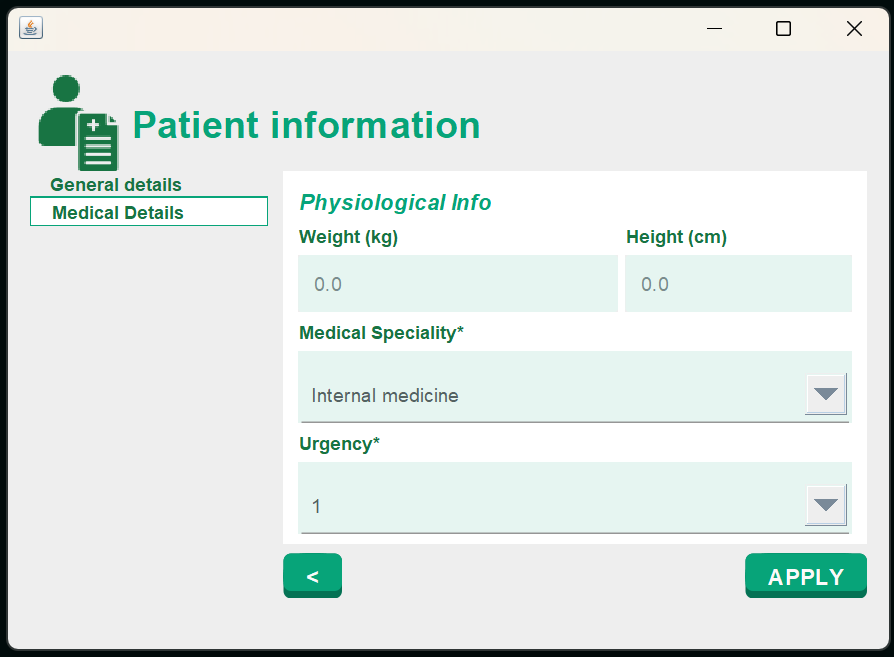 Patient information
General details
Medical Details
Physiological Info
Weight (kg) Height (cm)
0.0 0.0
Medical Speciality*
Internal medicine
Urgency*
1
< APPLY